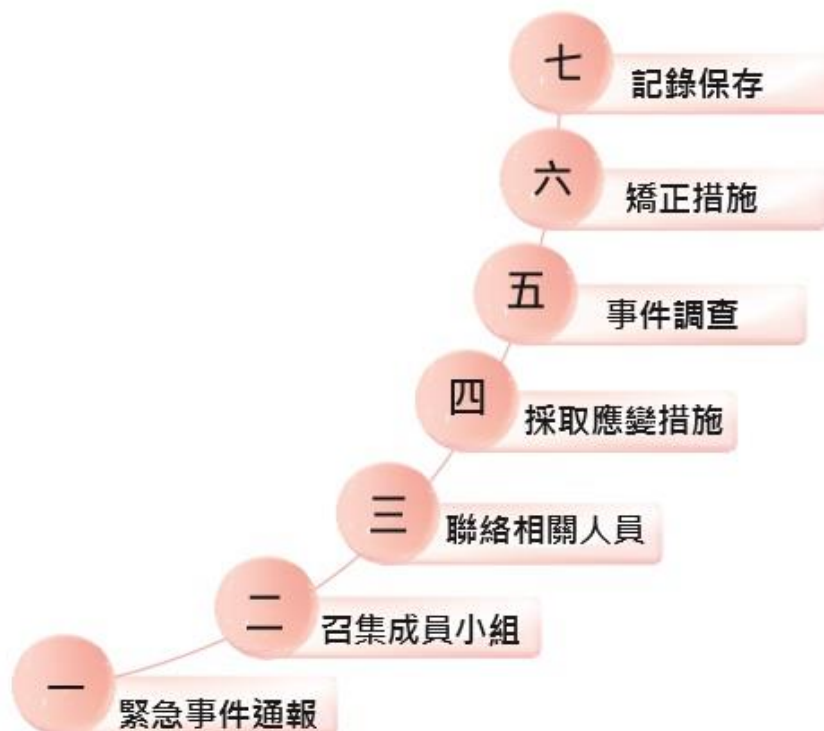 七
記錄保存
六
矯正措施
五
事件調查
四
採取應變措施
三
聯絡相關人員
二
召集成員小組
一
緊急事件通報